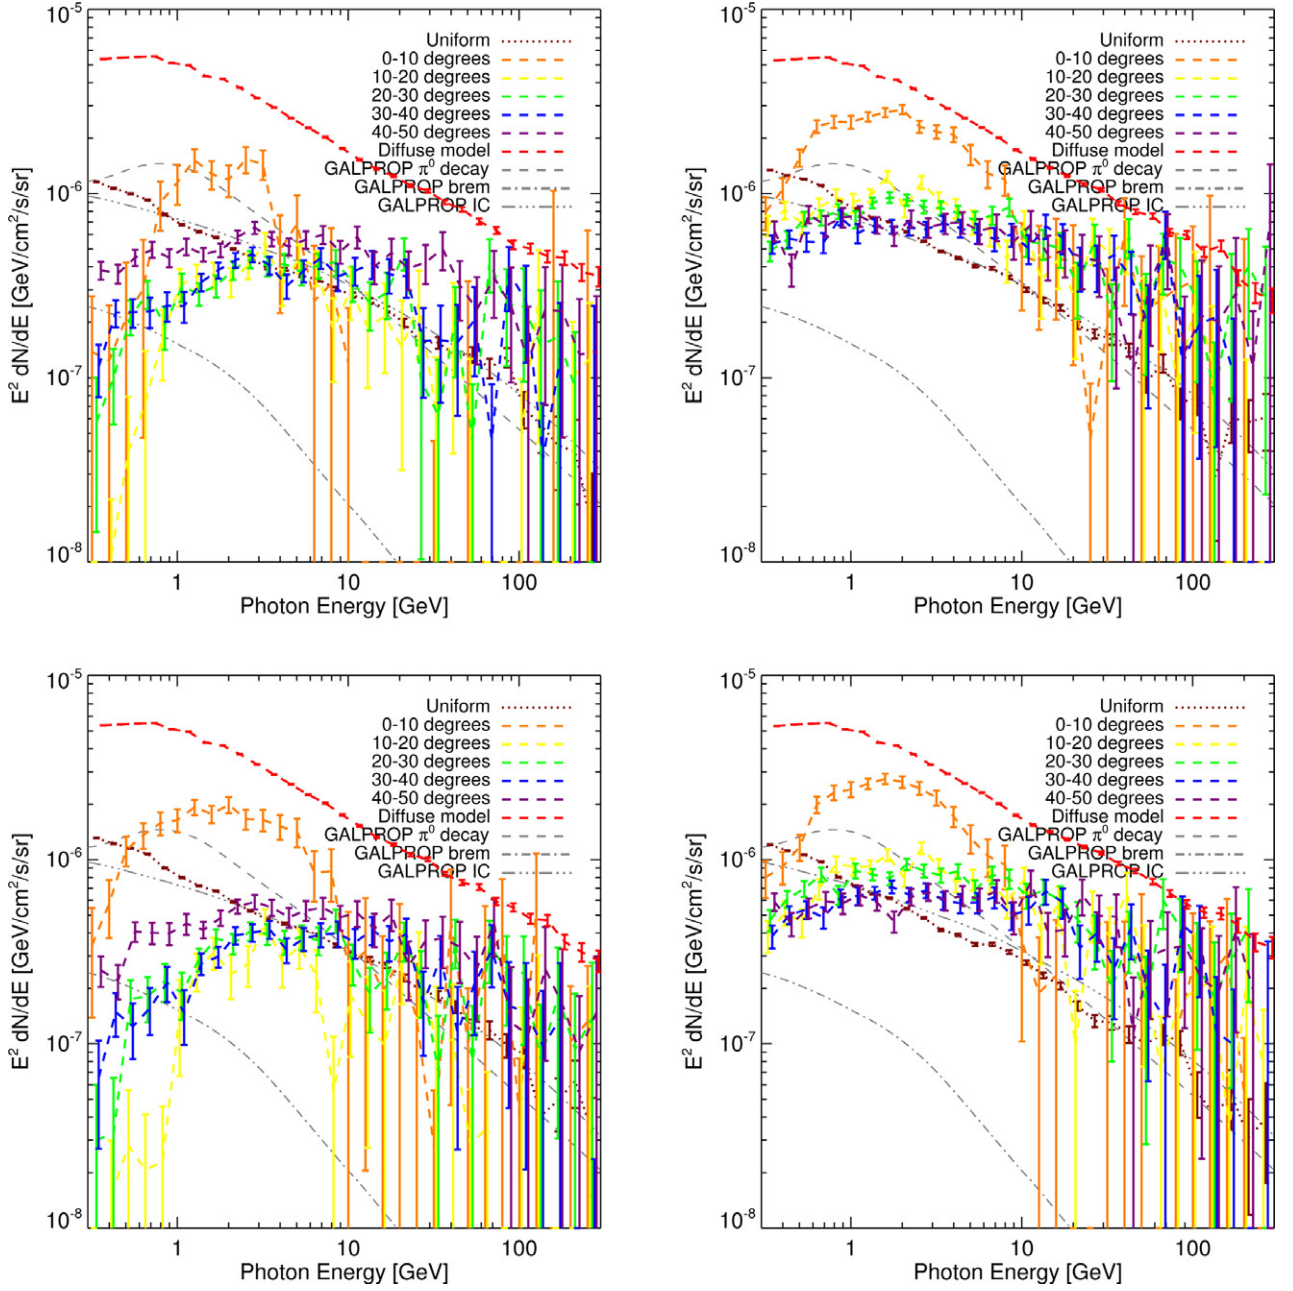 10⁻⁵
10⁻⁶
10⁻⁷
10⁻⁸
E² dN/dE [GeV/cm²/s/sr]
Uniform
0-10 degrees
10-20 degrees
20-30 degrees
30-40 degrees
40-50 degrees
Diffuse model
GALPROP π⁰ decay
GALPROP brem
GALPROP IC
1 10 100
Photon Energy [GeV]
10⁻⁵
10⁻⁶
10⁻⁷
10⁻⁸
E² dN/dE [GeV/cm²/s/sr]
Uniform
0-10 degrees
10-20 degrees
20-30 degrees
30-40 degrees
40-50 degrees
Diffuse model
GALPROP π⁰ decay
GALPROP brem
GALPROP IC
1 10 100
Photon Energy [GeV]
10⁻⁵
10⁻⁶
10⁻⁷
10⁻⁸
E² dN/dE [GeV/cm²/s/sr]
Uniform
0-10 degrees
10-20 degrees
20-30 degrees
30-40 degrees
40-50 degrees
Diffuse model
GALPROP π⁰ decay
GALPROP brem
GALPROP IC
1 10 100
Photon Energy [GeV]
10⁻⁵
10⁻⁶
10⁻⁷
10⁻⁸
E² dN/dE [GeV/cm²/s/sr]
Uniform
0-10 degrees
10-20 degrees
20-30 degrees
30-40 degrees
40-50 degrees
Diffuse model
GALPROP π⁰ decay
GALPROP brem
GALPROP IC
1 10 100
Photon Energy [GeV]